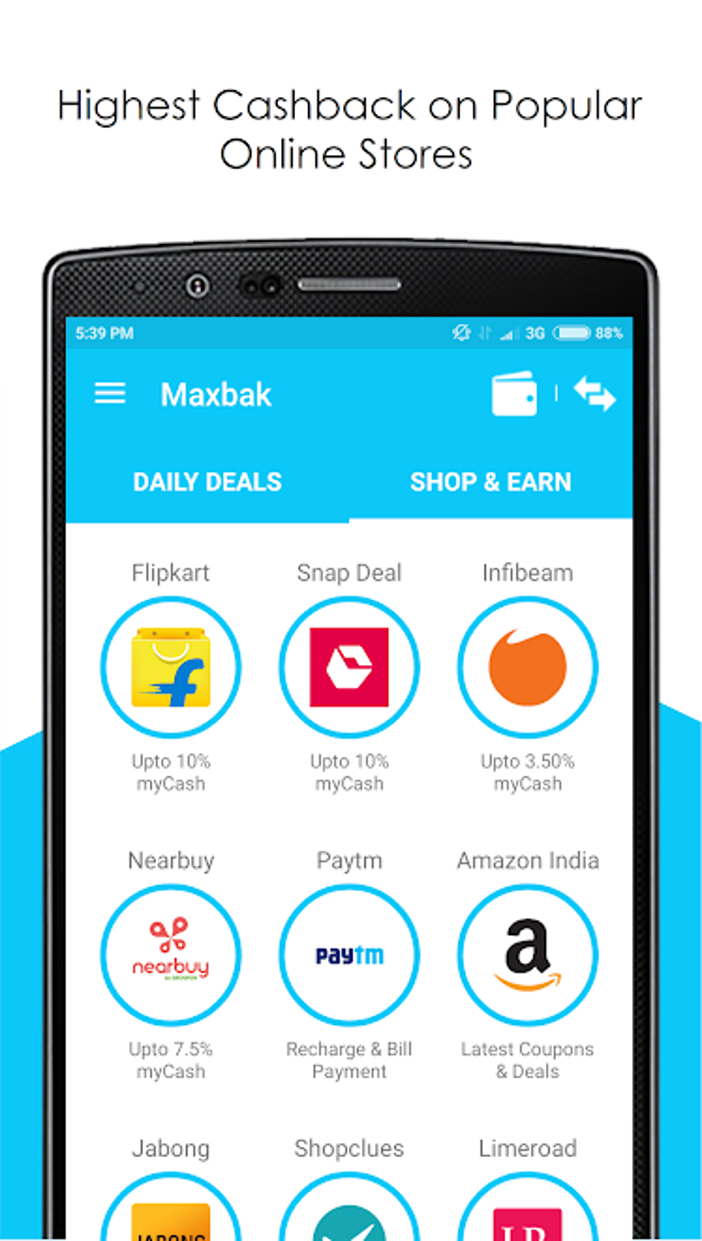 Highest Cashback on Popular
Online Stores
5:39 PM 3G 88%
Maxbak
DAILY DEALS SHOP & EARN
Flipkart Snap Deal Infibeam
f
Upto 10% Upto 10% Upto 3.50%
myCash myCash myCash
Nearbuy Paytm Amazon India
nearbuy paytm a
by GROUPON
Upto 7.5% Recharge & Bill Latest Coupons
myCash Payment & Deals
Jabong Shopclues Limeroad
JABONG LR